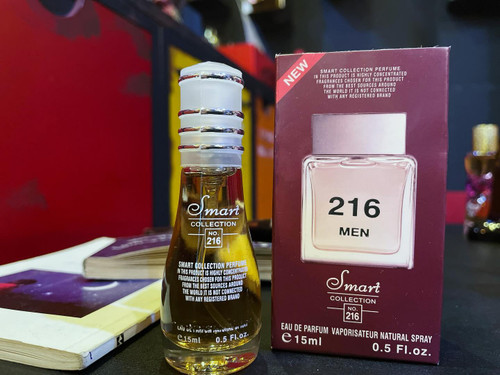 Smart
COLLECTION
NO.
216
SMART COLLECTION PERFUME
IN THIS PRODUCT IS HIGHLY CONCENTRATED
FRAGRANCES CHOSEN FOR THIS PRODUCT
FROM THE BEST SOURCES AROUND
THE WORLD IT IS NOT CONNECTED
WITH ANY REGISTERED BRAND
℮15ml 0.5 Fl.oz.
NEW
SMART COLLECTION PERFUME
IN THIS PRODUCT IS HIGHLY CONCENTRATED
FRAGRANCES CHOSEN FOR THIS PRODUCT
FROM THE BEST SOURCES AROUND
THE WORLD IT IS NOT CONNECTED
WITH ANY REGISTERED BRAND
216
MEN
Smart
COLLECTION
NO.
216
EAU DE PARFUM VAPORISATEUR NATURAL SPRAY
℮15ml 0.5 Fl.oz.